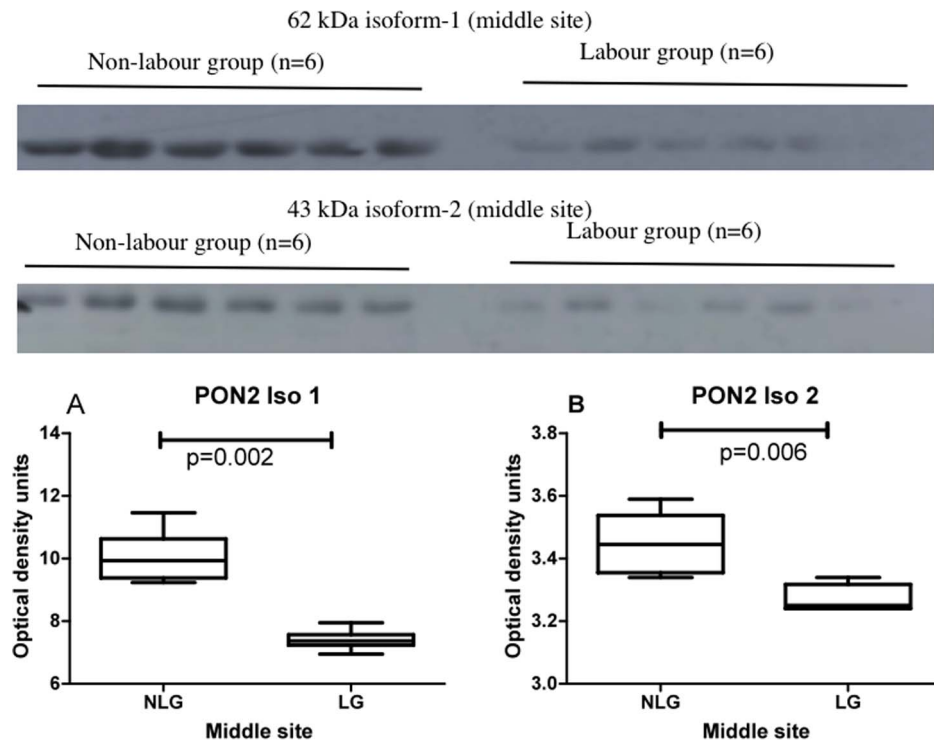 62 kDa isoform-1 (middle site)
Non-labour group (n=6)
Labour group (n=6)
43 kDa isoform-2 (middle site)
Non-labour group (n=6)
Labour group (n=6)
A
PON2 Iso 1
p=0.002
Optical density units
14
12
10
8
6
NLG
LG
Middle site
B
PON2 Iso 2
p=0.006
Optical density units
3.8
3.6
3.4
3.2
3.0
NLG
LG
Middle site